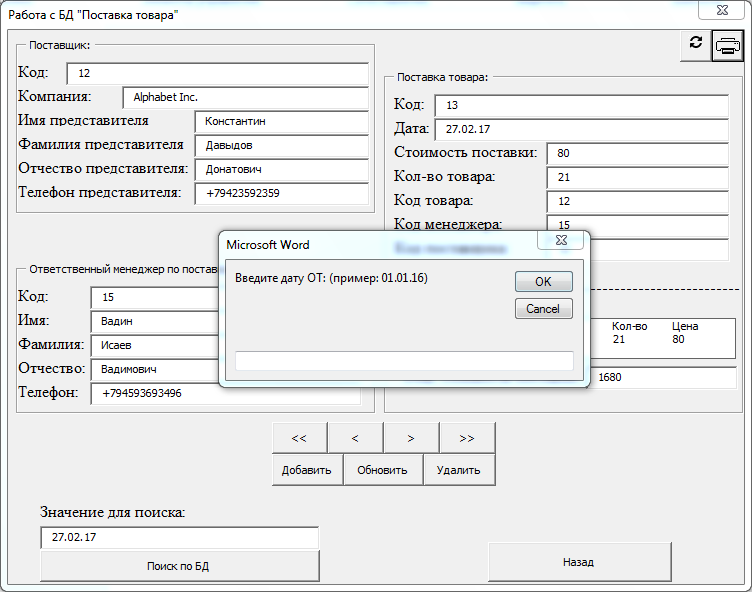 Работа с БД "Поставка товара"
Поставщик:
Код: 12
Компания: Alphabet Inc.
Имя представителя Константин
Фамилия представителя Давыдов
Отчество представителя: Донатович
Телефон представителя: +79423592359
Поставка товара:
Код: 13
Дата: 27.02.17
Стоимость поставки: 80
Кол-во товара: 21
Код товара: 12
Код менеджера: 15
Microsoft Word
Введите дату ОТ: (пример: 01.01.16)
OK
Cancel
Ответственный менеджер по постав
Код: 15
Имя: Вадин
Фамилия: Исаев
Отчество: Вадимович
Телефон: +794593693496
Кол-во Цена
21 80
1680
<< < > >>
Добавить Обновить Удалить
Значение для поиска:
27.02.17
Поиск по БД
Назад